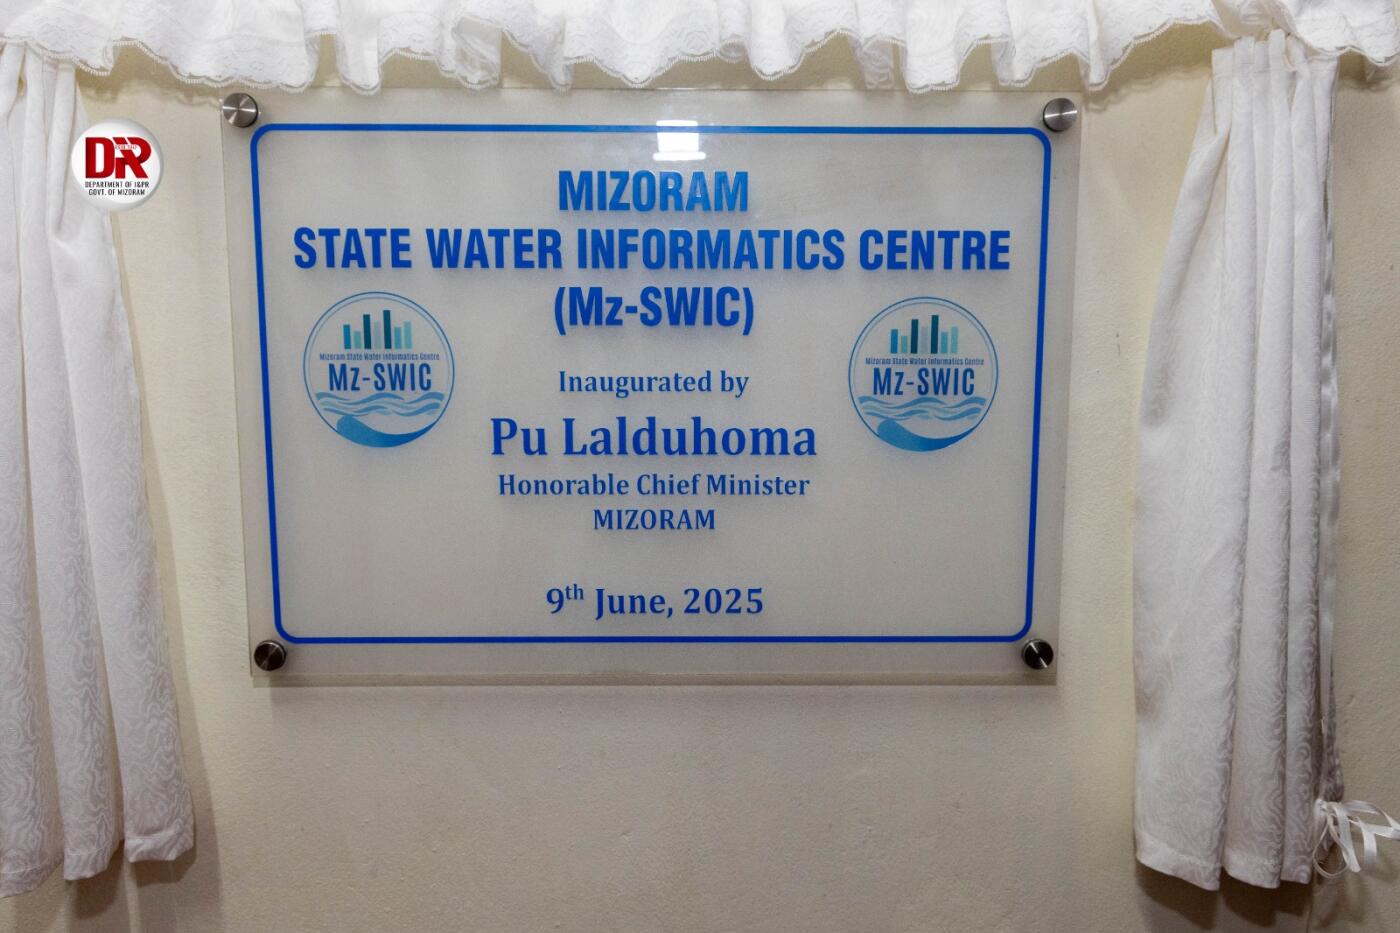 DIPR
DEPARTMENT OF I&PR
GOVT. OF MIZORAM
MIZORAM
STATE WATER INFORMATICS CENTRE
(Mz-SWIC)
Mizoram State Water Informatics Centre
Mz-SWIC
Mizoram State Water Informatics Centre
Mz-SWIC
Inaugurated by
Pu Lalduhoma
Honorable Chief Minister
MIZORAM
9th June, 2025